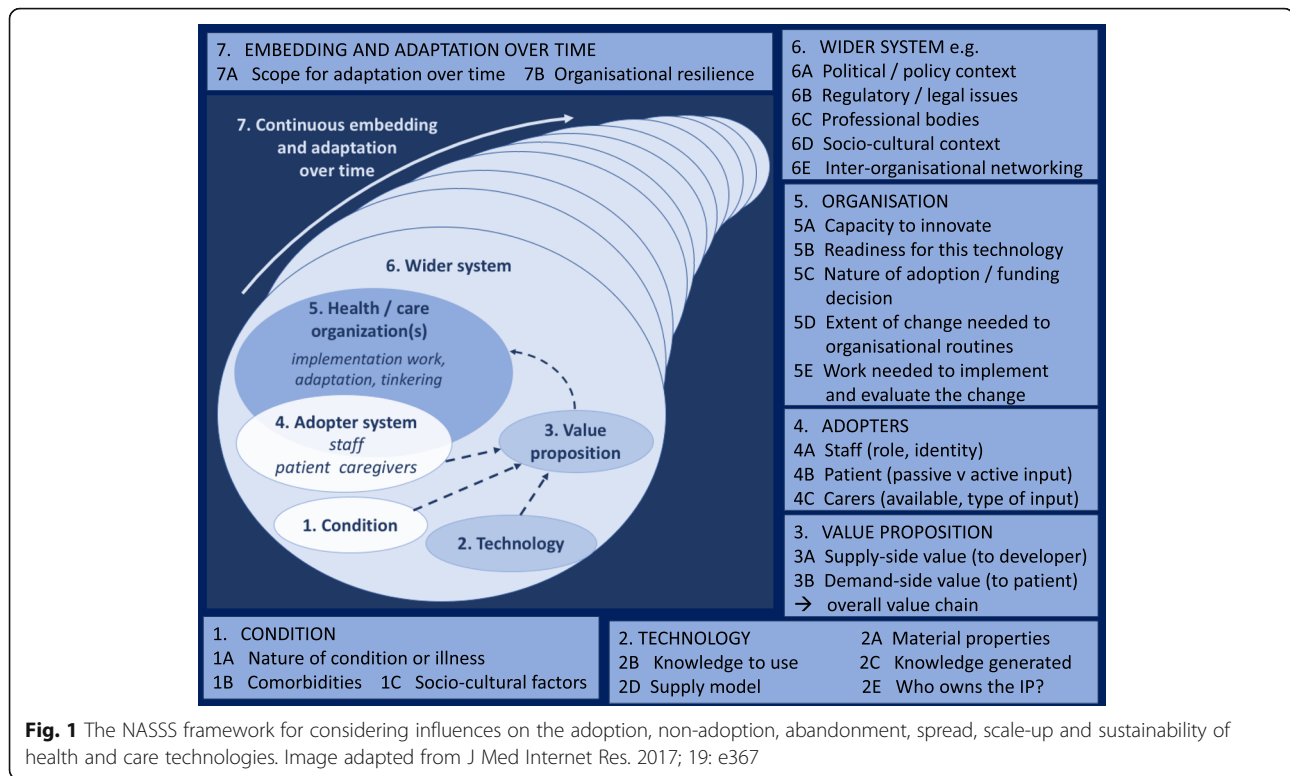 7. EMBEDDING AND ADAPTATION OVER TIME
7A Scope for adaptation over time 7B Organisational resilience
7. Continuous embedding
and adaptation
over time
6. Wider system
5. Health / care
organization(s)
implementation work,
adaptation, tinkering
4. Adopter system
staff
patient caregivers
3. Value
proposition
1. Condition
2. Technology
6. WIDER SYSTEM e.g.
6A Political / policy context
6B Regulatory / legal issues
6C Professional bodies
6D Socio-cultural context
6E Inter-organisational networking
5. ORGANISATION
5A Capacity to innovate
5B Readiness for this technology
5C Nature of adoption / funding
decision
5D Extent of change needed to
organisational routines
5E Work needed to implement
and evaluate the change
4. ADOPTERS
4A Staff (role, identity)
4B Patient (passive v active input)
4C Carers (available, type of input)
3. VALUE PROPOSITION
3A Supply-side value (to developer)
3B Demand-side value (to patient)
→ overall value chain
1. CONDITION
1A Nature of condition or illness
1B Comorbidities 1C Socio-cultural factors
2. TECHNOLOGY 2A Material properties
2B Knowledge to use 2C Knowledge generated
2D Supply model 2E Who owns the IP?
Fig. 1 The NASSS framework for considering influences on the adoption, non-adoption, abandonment, spread, scale-up and sustainability of
health and care technologies. Image adapted from J Med Internet Res. 2017; 19: e367